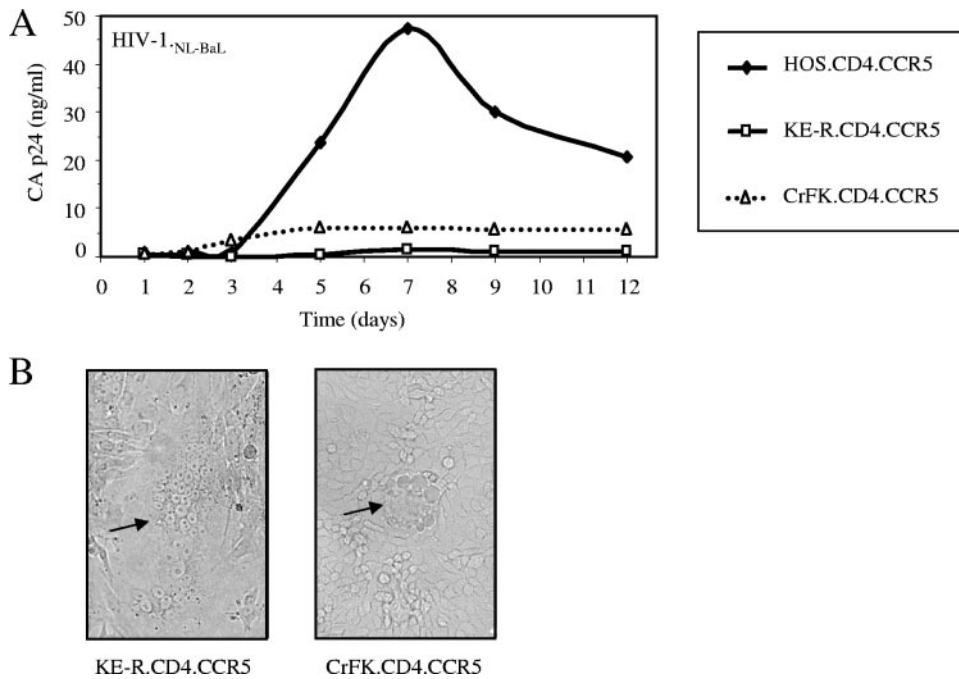 A
HIV-1.NL-BaL
CA p24 (ng/ml)
50
40
30
20
10
0
0 1 2 3 4 5 6 7 8 9 10 11 12
Time (days)
HOS.CD4.CCR5
KE-R.CD4.CCR5
CrFK.CD4.CCR5
B
KE-R.CD4.CCR5
CrFK.CD4.CCR5